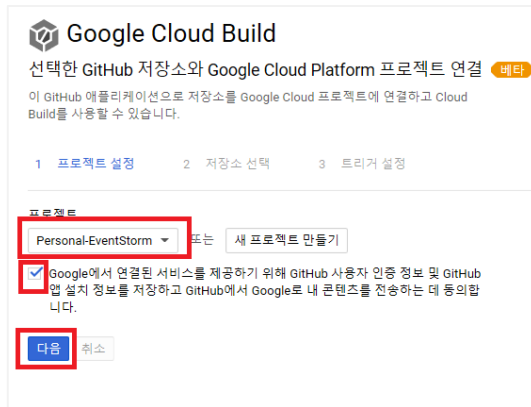 Google Cloud Build
선택한 GitHub 저장소와 Google Cloud Platform 프로젝트 연결 베타
이 GitHub 애플리케이션으로 저장소를 Google Cloud 프로젝트에 연결하고 Cloud
Build를 사용할 수 있습니다.
1 프로젝트 설정 2 저장소 선택 3 트리거 설정
프로젝트
Personal-EventStorm 또는 새 프로젝트 만들기
Google에서 연결된 서비스를 제공하기 위해 GitHub 사용자 인증 정보 및 GitHub
앱 설치 정보를 저장하고 GitHub에서 Google로 내 콘텐츠를 전송하는 데 동의합
니다.
다음 취소